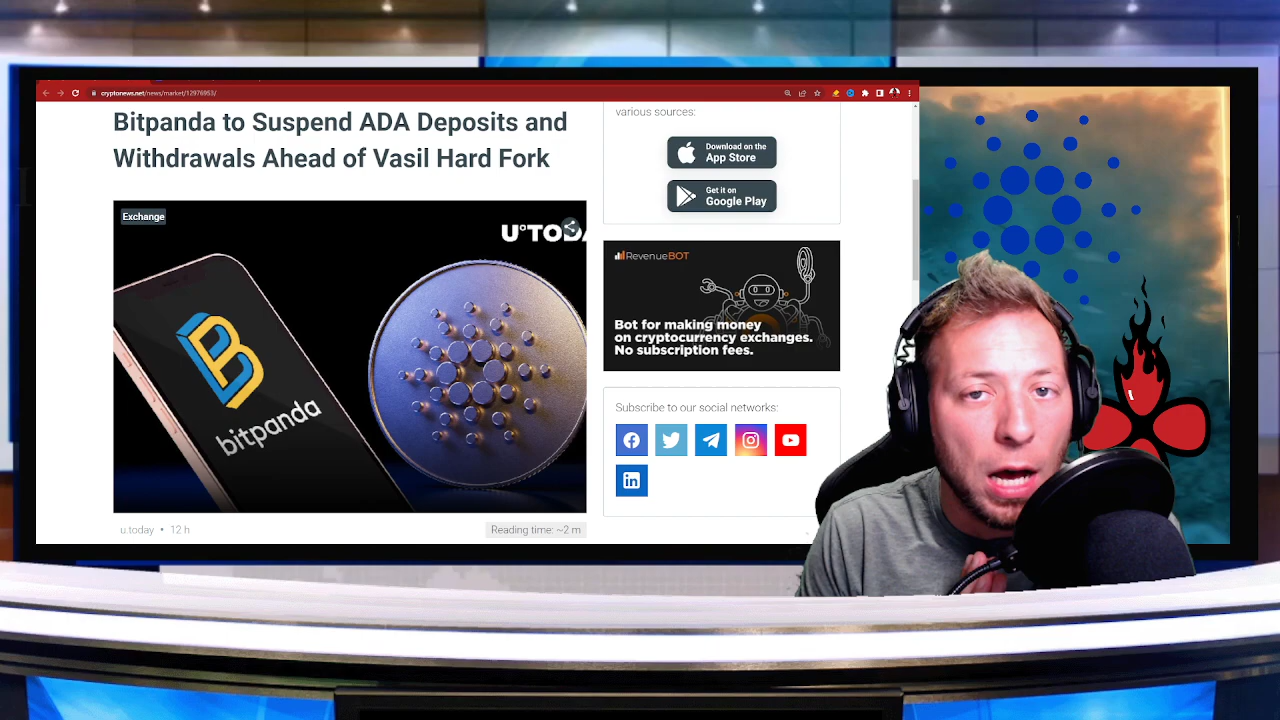 cryptonews.net/news/market/12976953/
Bitpanda to Suspend ADA Deposits and
Withdrawals Ahead of Vasil Hard Fork
Exchange
bitpanda
u.today • 12 h
Reading time: ~2 m
various sources:
Download on the
App Store
Get it on
Google Play
RevenueBOT
Bot for making money
on cryptocurrency exchanges.
No subscription fees.
Subscribe to our social networks: